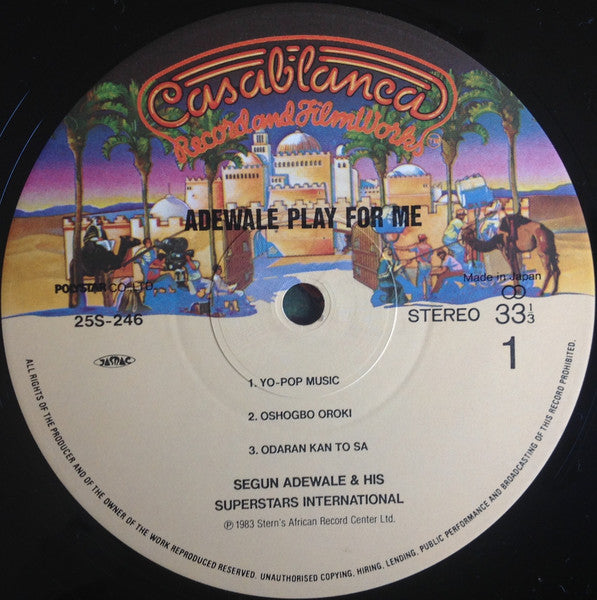 Casablanca
Record and FilmWorks
ADEWALE PLAY FOR ME
POLYSTAR CO., LTD.
25S-246
JASRAC
Made in Japan
STEREO 33 1/3
1
1. YO-POP MUSIC
2. OSHOGBO OROKI
3. ODARAN KAN TO SA
SEGUN ADEWALE & HIS
SUPERSTARS INTERNATIONAL
℗ 1983 Stern's African Record Center Ltd.
ALL RIGHTS OF THE PRODUCER AND OF THE OWNER OF THE WORK REPRODUCED RESERVED. UNAUTHORISED COPYING, HIRING, LENDING, PUBLIC PERFORMANCE AND BROADCASTING OF THIS RECORD PROHIBITED.